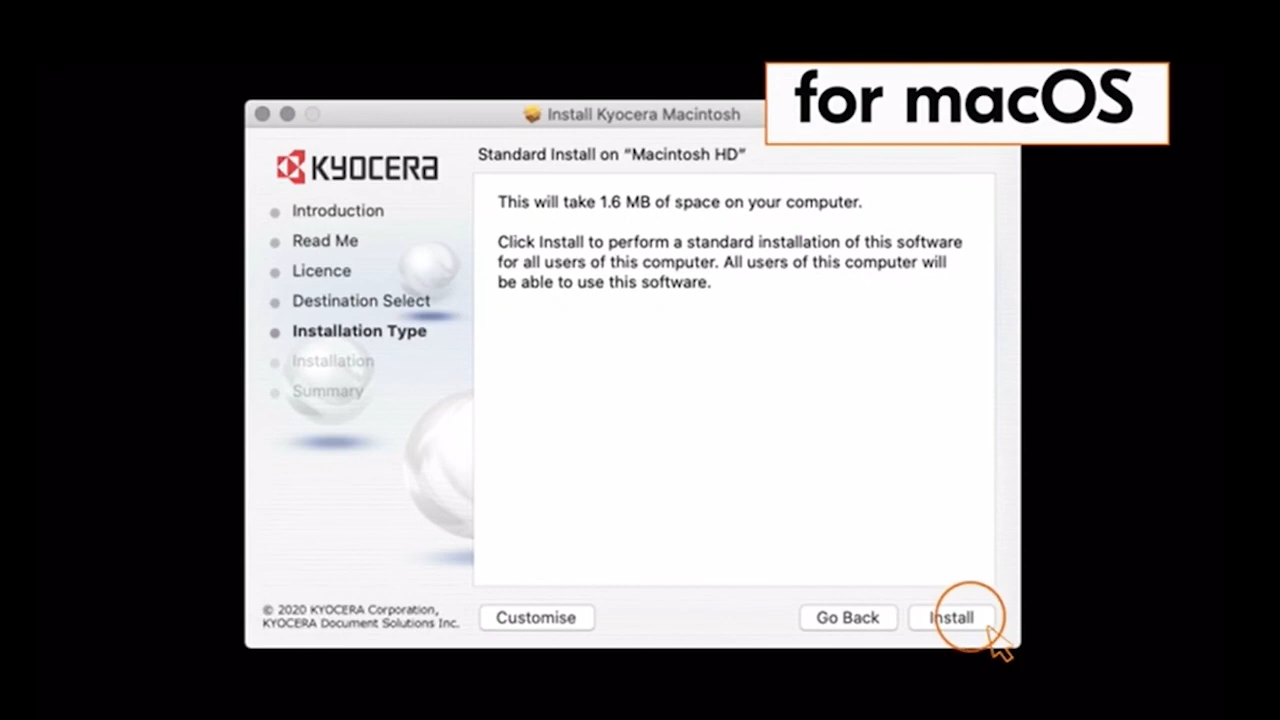 for macOS
Install Kyocera Macintosh
KYOCERA
Standard Install on “Macintosh HD”
Introduction
Read Me
Licence
Destination Select
Installation Type
Installation
Summary
This will take 1.6 MB of space on your computer.
Click Install to perform a standard installation of this software
for all users of this computer. All users of this computer will
be able to use this software.
© 2020 KYOCERA Corporation,
KYOCERA Document Solutions Inc.
Customise
Go Back
Install